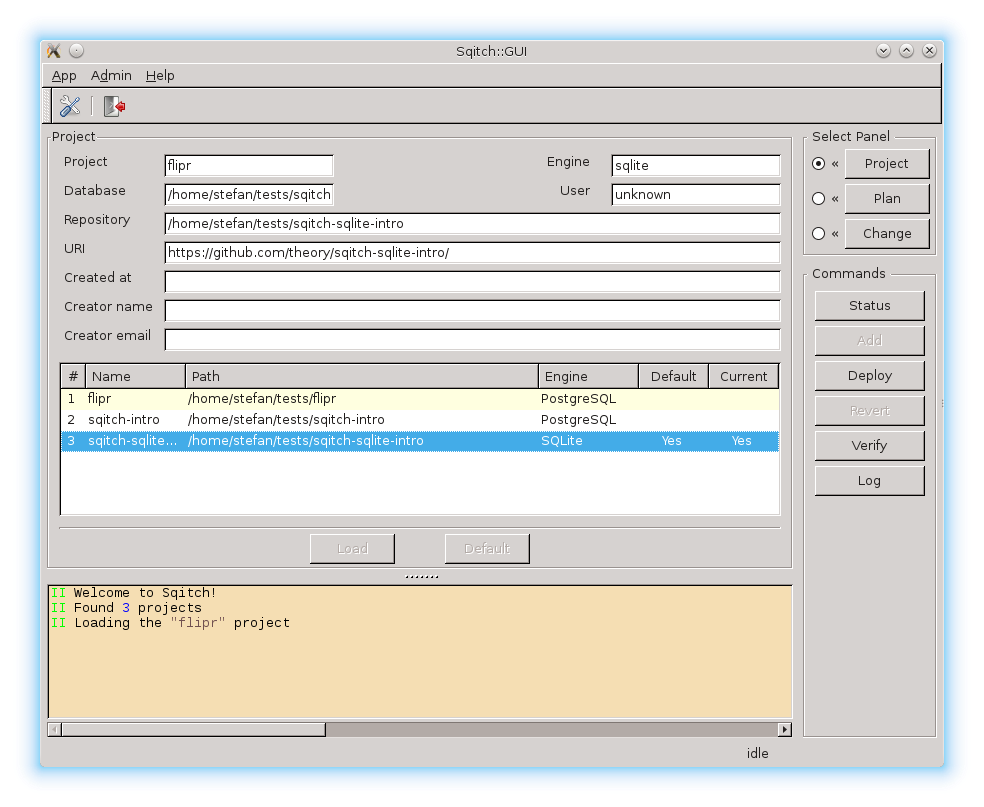 Sqitch::GUI
App Admin Help
Project
Project flipr Engine sqlite
Database /home/stefan/tests/sqitch User unknown
Repository /home/stefan/tests/sqitch-sqlite-intro
URI https://github.com/theory/sqitch-sqlite-intro/
Created at
Creator name
Creator email
# Name Path Engine Default Current
1 flipr /home/stefan/tests/flipr PostgreSQL
2 sqitch-intro /home/stefan/tests/sqitch-intro PostgreSQL
3 sqitch-sqlite... /home/stefan/tests/sqitch-sqlite-intro SQLite Yes Yes
Load Default
II Welcome to Sqitch!
II Found 3 projects
II Loading the "flipr" project
Select Panel
« Project
« Plan
« Change
Commands
Status
Add
Deploy
Revert
Verify
Log
idle